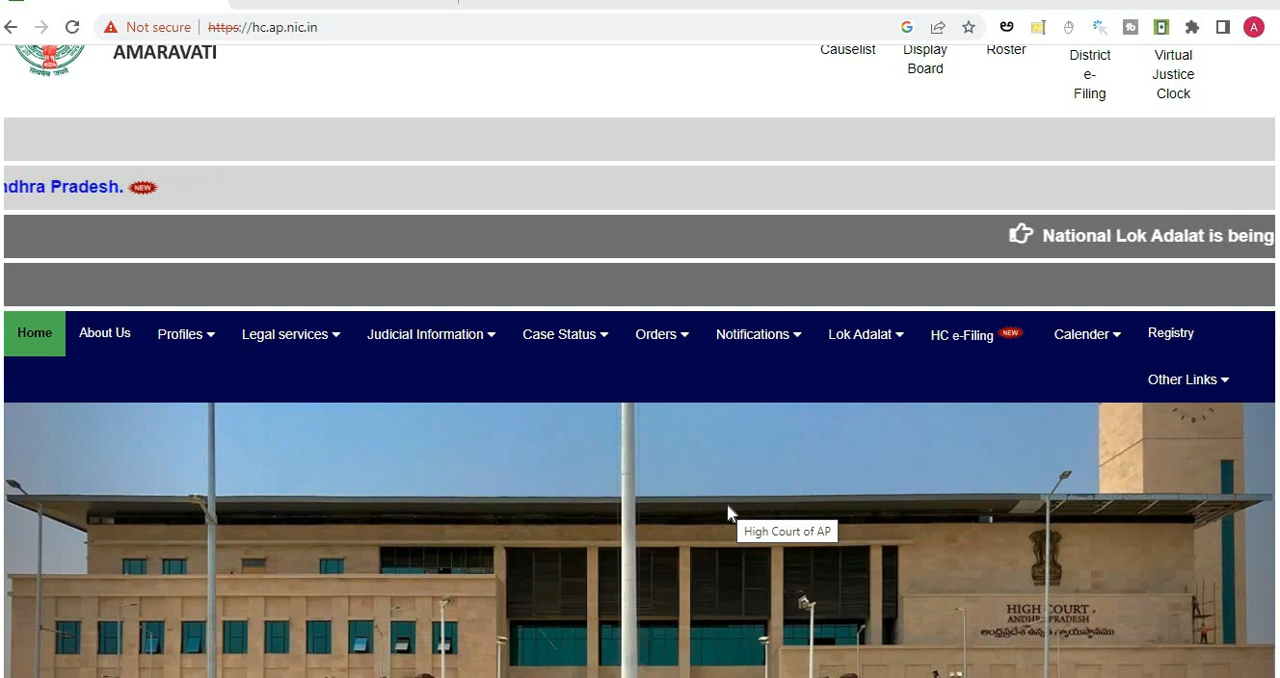 Not secure https://hc.ap.nic.in
AMARAVATI
Causelist
Display
Board
Roster
District
e-
Filing
Virtual
Justice
Clock
ndhra Pradesh. NEW
National Lok Adalat is being
Home
About Us
Profiles
Legal services
Judicial Information
Case Status
Orders
Notifications
Lok Adalat
HC e-Filing NEW
Calender
Registry
Other Links
High Court of AP
HIGH COURT
ANDHRA PRADESH